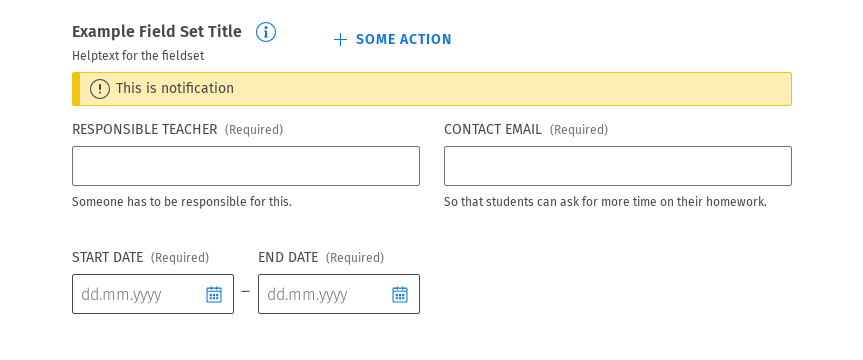 Example Field Set Title
SOME ACTION
Helptext for the fieldset
This is notification
RESPONSIBLE TEACHER (Required) CONTACT EMAIL (Required)
Someone has to be responsible for this. So that students can ask for more time on their homework.
START DATE (Required) END DATE (Required)
dd.mm.yyyy – dd.mm.yyyy